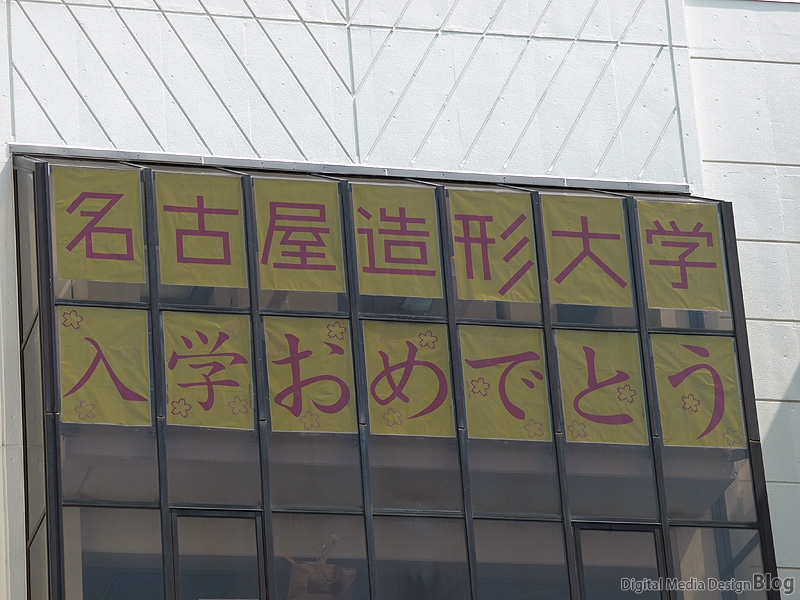 名古屋造形大学
入学おめでとう
Digital Media Design Blog